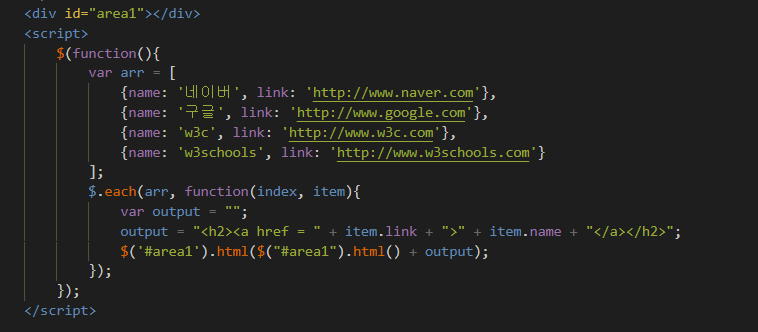 <div id="area1"></div>
<script>
$(function(){
var arr = [
{name: '네이버', link: 'http://www.naver.com'},
{name: '구글', link: 'http://www.google.com'},
{name: 'w3c', link: 'http://www.w3c.com'},
{name: 'w3schools', link: 'http://www.w3schools.com'}
];
$.each(arr, function(index, item){
var output = "";
output = "<h2><a href = " + item.link + ">" + item.name + "</a></h2>";
$('#area1').html($("#area1").html() + output);
});
});
</script>